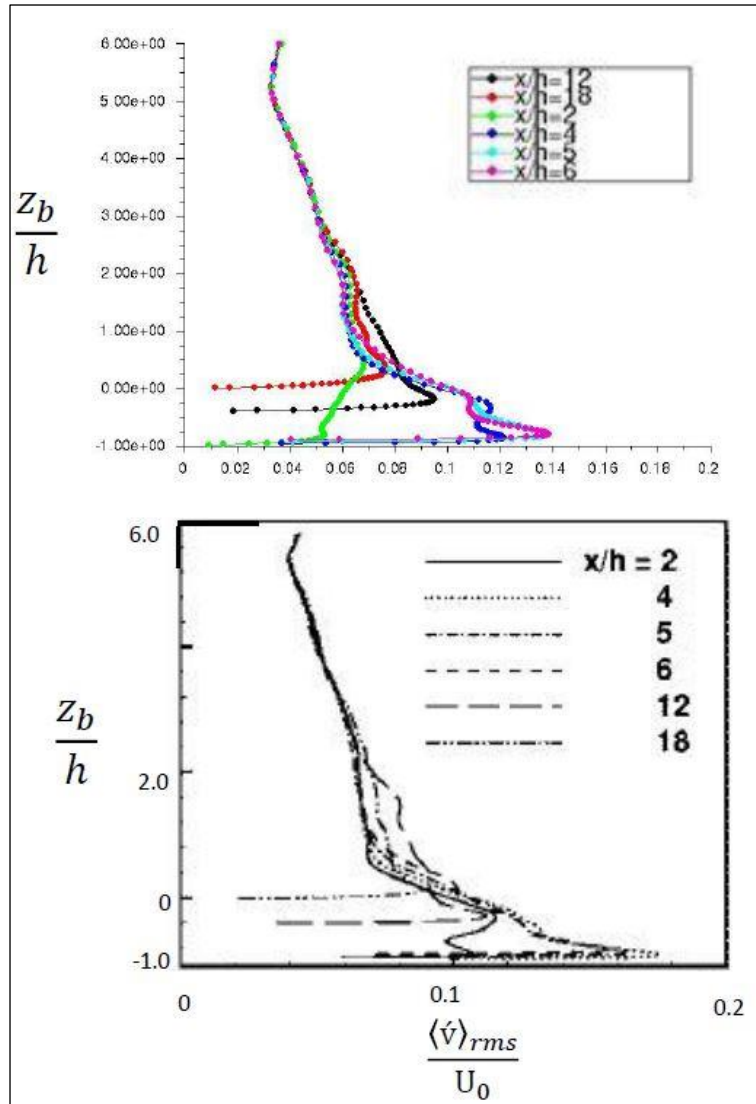 6.00e+00
5.00e+00
4.00e+00
3.00e+00
2.00e+00
1.00e+00
0.00e+00
-1.00e+00
z_b
h
x/h=12
x/h=18
x/h=2
x/h=4
x/h=5
x/h=6
0 0.02 0.04 0.06 0.08 0.1 0.12 0.14 0.16 0.18 0.2
6.0
2.0
0
-1.0
z_b
h
x/h = 2
4
5
6
12
18
0 0.1 0.2
⟨v́⟩rms
U₀